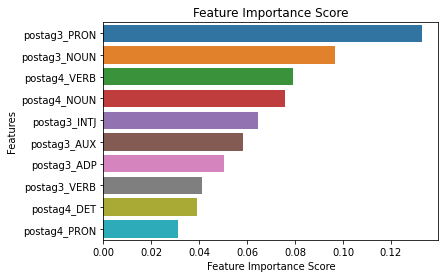 Feature Importance Score
Features
postag3_PRON
postag3_NOUN
postag4_VERB
postag4_NOUN
postag3_INTJ
postag3_AUX
postag3_ADP
postag3_VERB
postag4_DET
postag4_PRON
0.00 0.02 0.04 0.06 0.08 0.10 0.12
Feature Importance Score